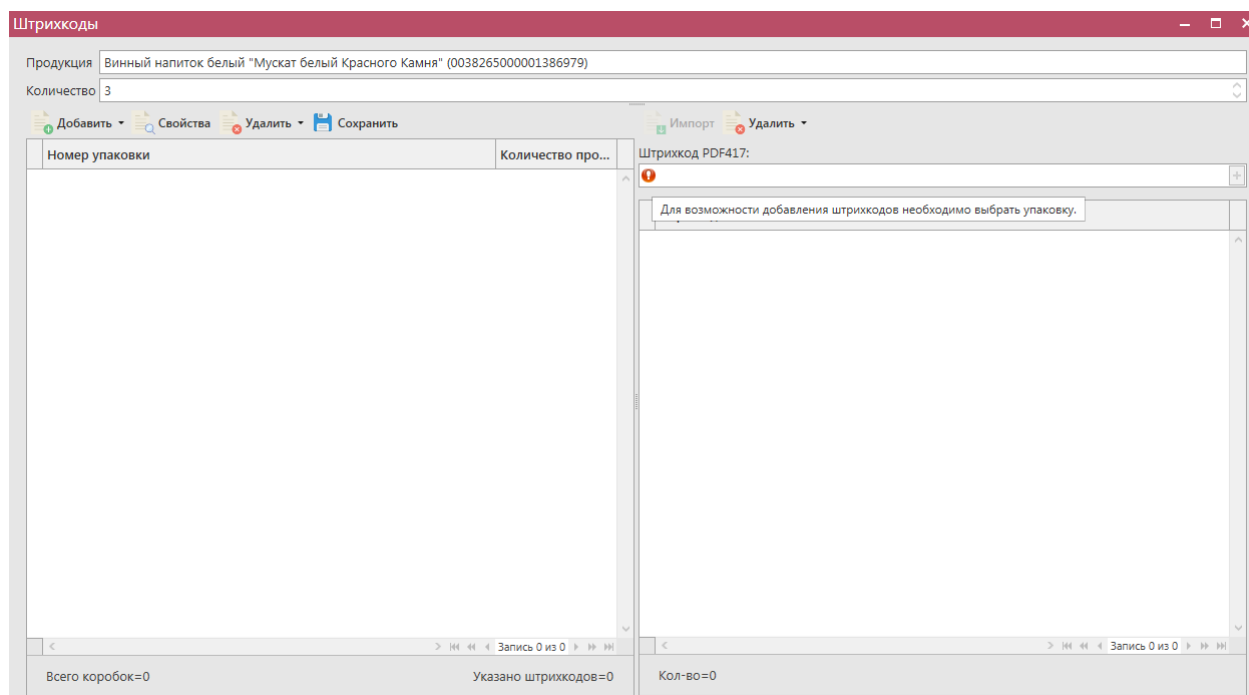 Штрихкоды
Продукция Винный напиток белый "Мускат белый Красного Камня" (0038265000001386979)
Количество 3
Добавить Свойства Удалить Сохранить
Импорт Удалить
Номер упаковки Количество про...
Штрихкод PDF417:
Для возможности добавления штрихкодов необходимо выбрать упаковку.
Запись 0 из 0
Запись 0 из 0
Всего коробок=0 Указано штрихкодов=0
Кол-во=0